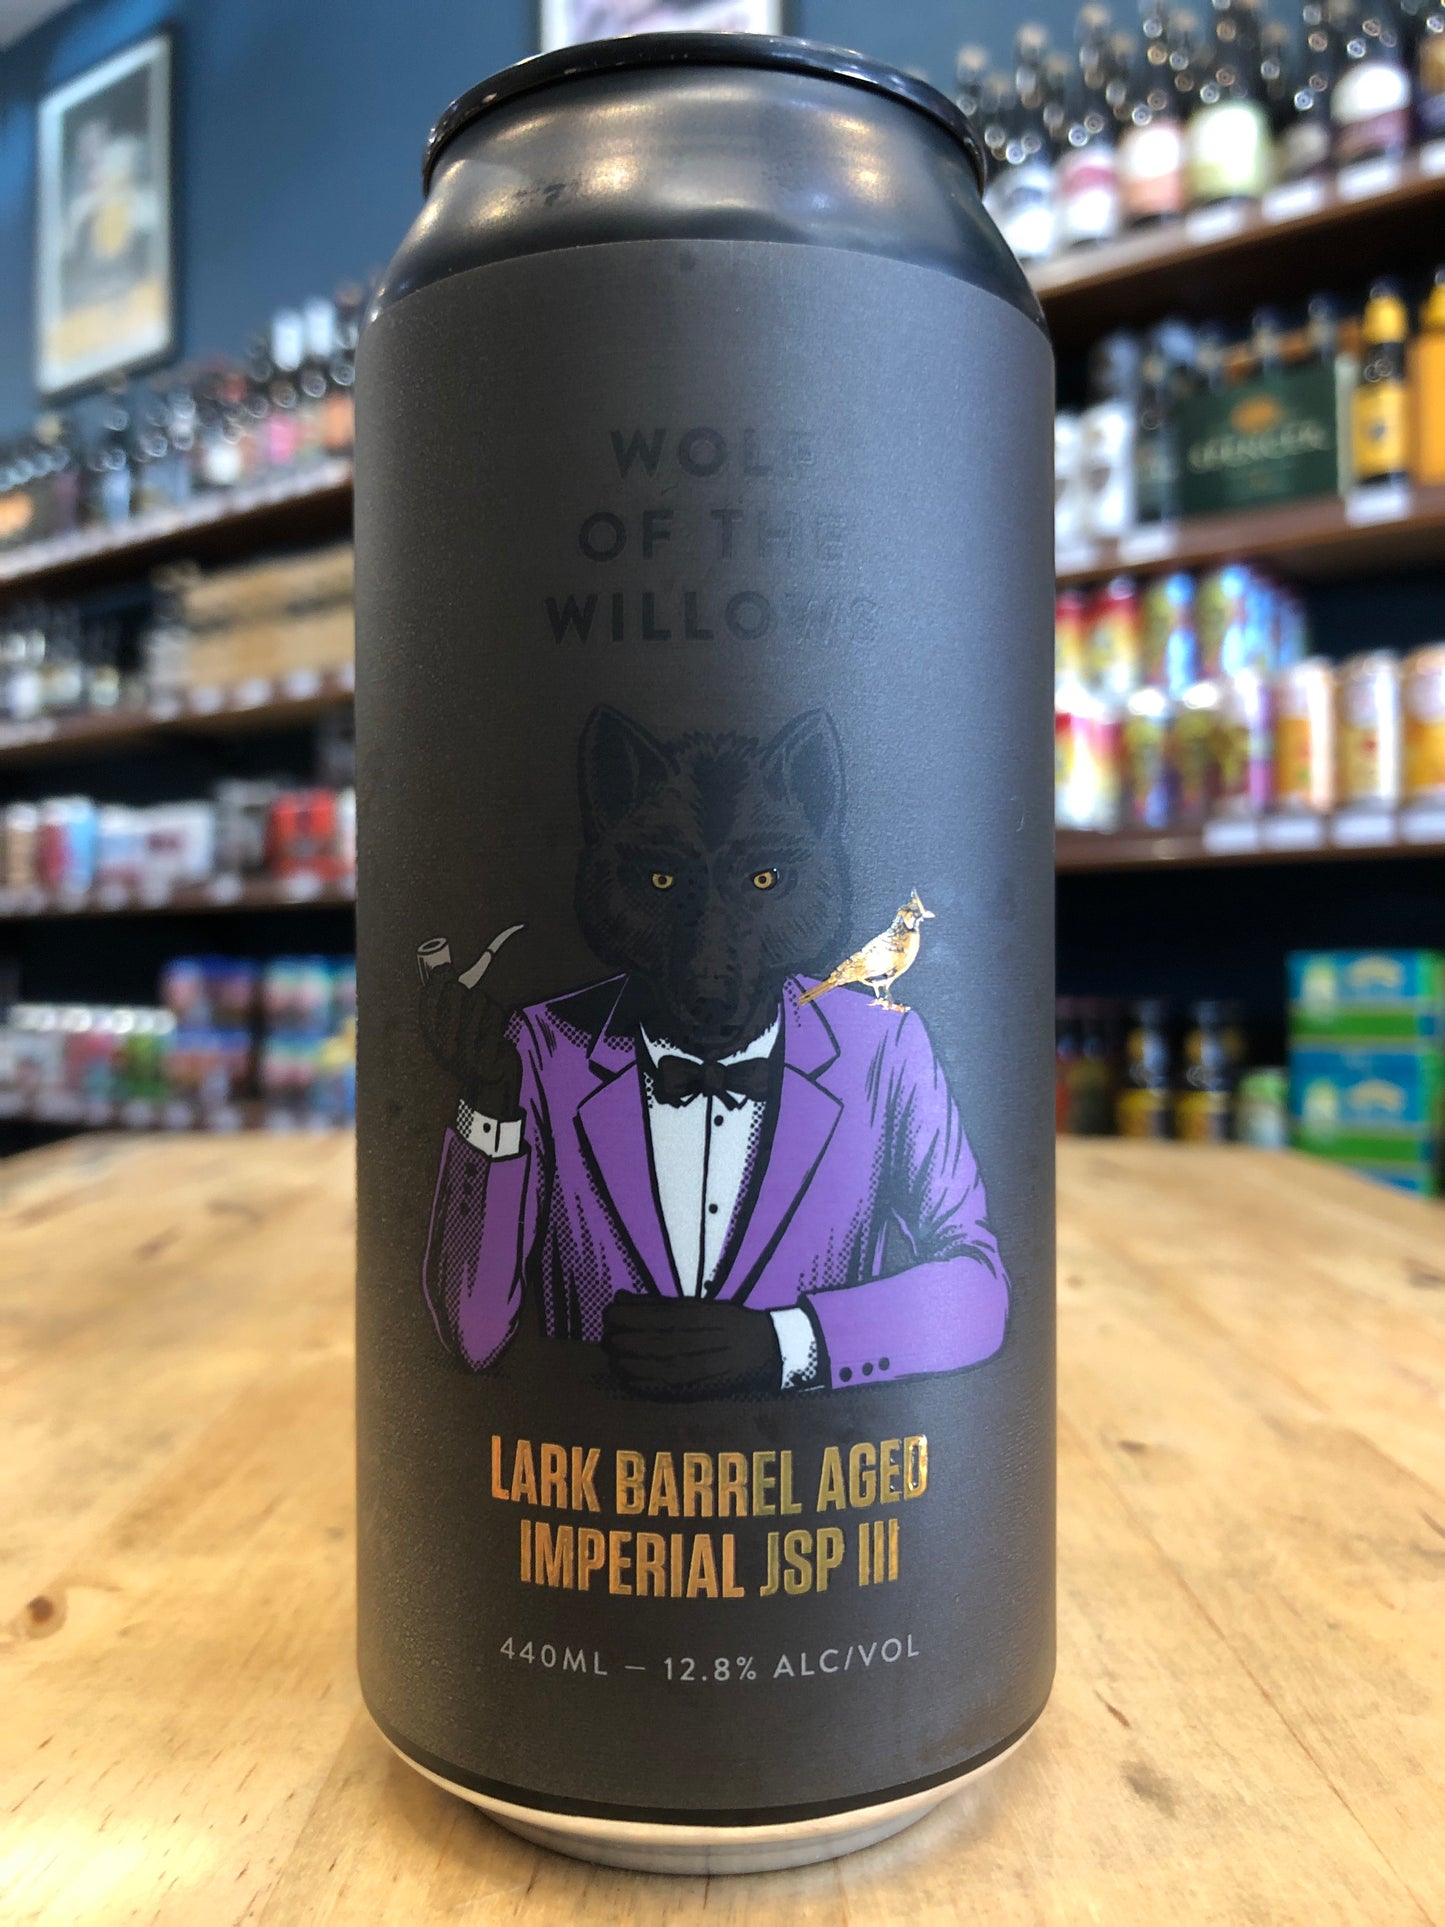 WOLF
OF THE
WILLOWS
LARK BARREL AGED
IMPERIAL JSP III
440ML – 12.8% ALC/VOL